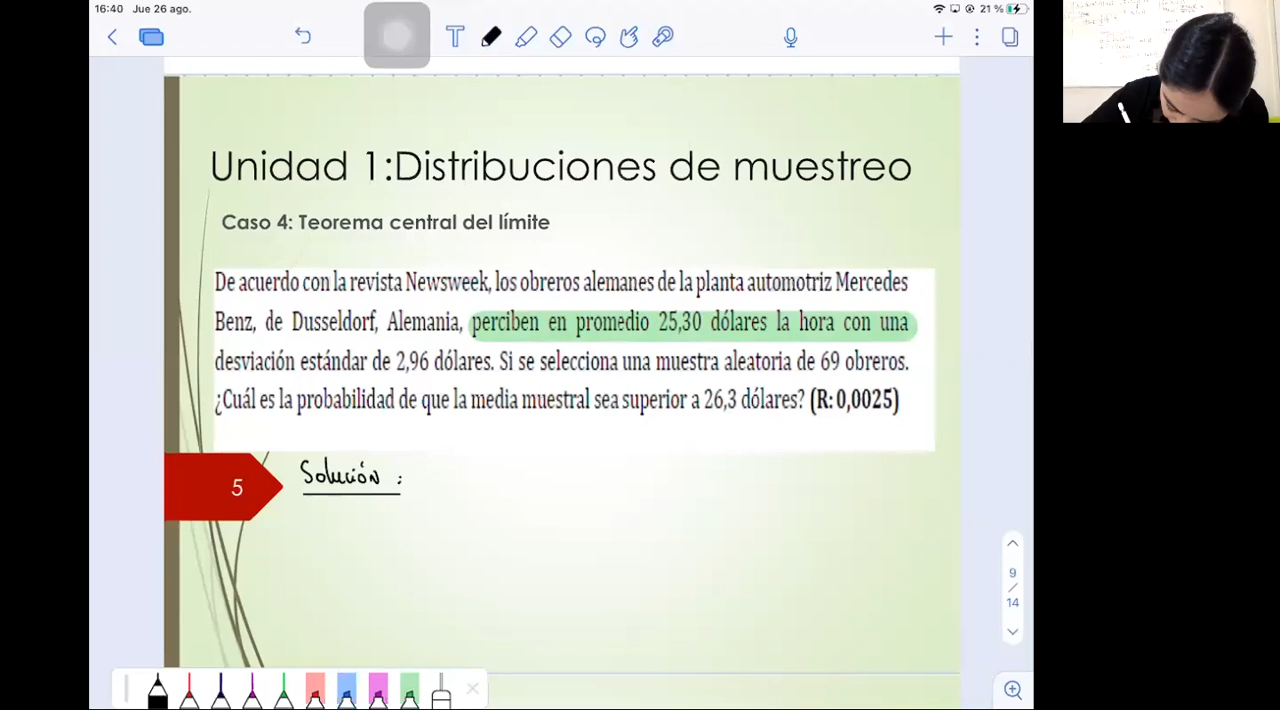 16:40 Jue 26 ago.
21 %
T
Unidad 1:Distribuciones de muestreo
Caso 4: Teorema central del límite
De acuerdo con la revista Newsweek, los obreros alemanes de la planta automotriz Mercedes
Benz, de Dusseldorf, Alemania, perciben en promedio 25,30 dólares la hora con una
desviación estándar de 2,96 dólares. Si se selecciona una muestra aleatoria de 69 obreros.
¿Cuál es la probabilidad de que la media muestral sea superior a 26,3 dólares? (R: 0,0025)
5
Solución :
9
/
14